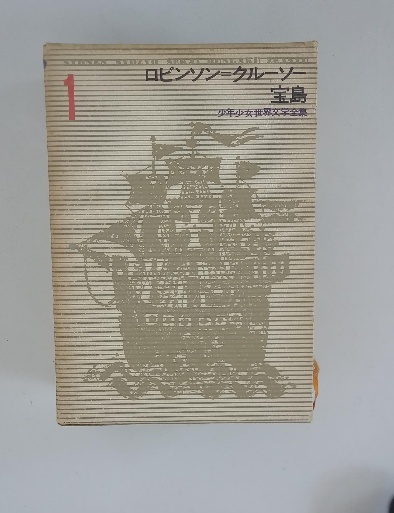 ロビンソン=クルーソー
宝島
少年少女世界文学全集
1